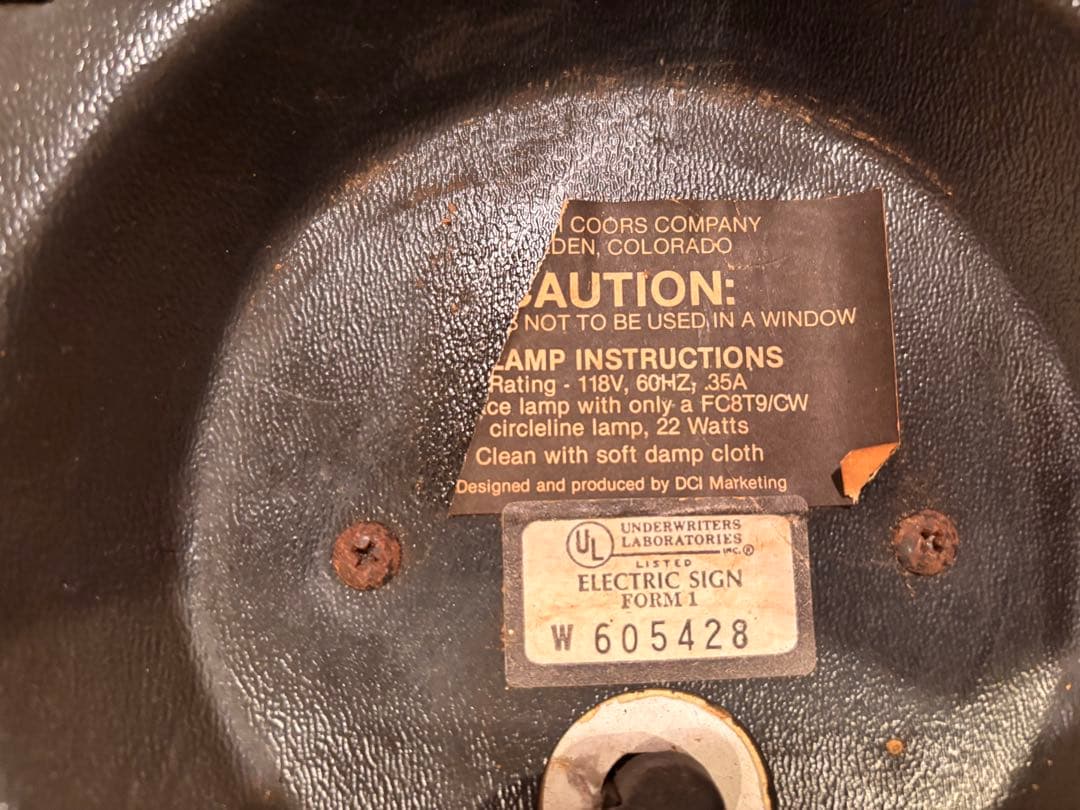 COORS COMPANY
DEN, COLORADO
CAUTION:
NOT TO BE USED IN A WINDOW
LAMP INSTRUCTIONS
Rating - 118V, 60HZ, .35A
ce lamp with only a FC8T9/CW
circleline lamp, 22 Watts
Clean with soft damp cloth
Designed and produced by DCI Marketing
UL
UNDERWRITERS
LABORATORIES
INC.®
LISTED
ELECTRIC SIGN
FORM 1
W 605428